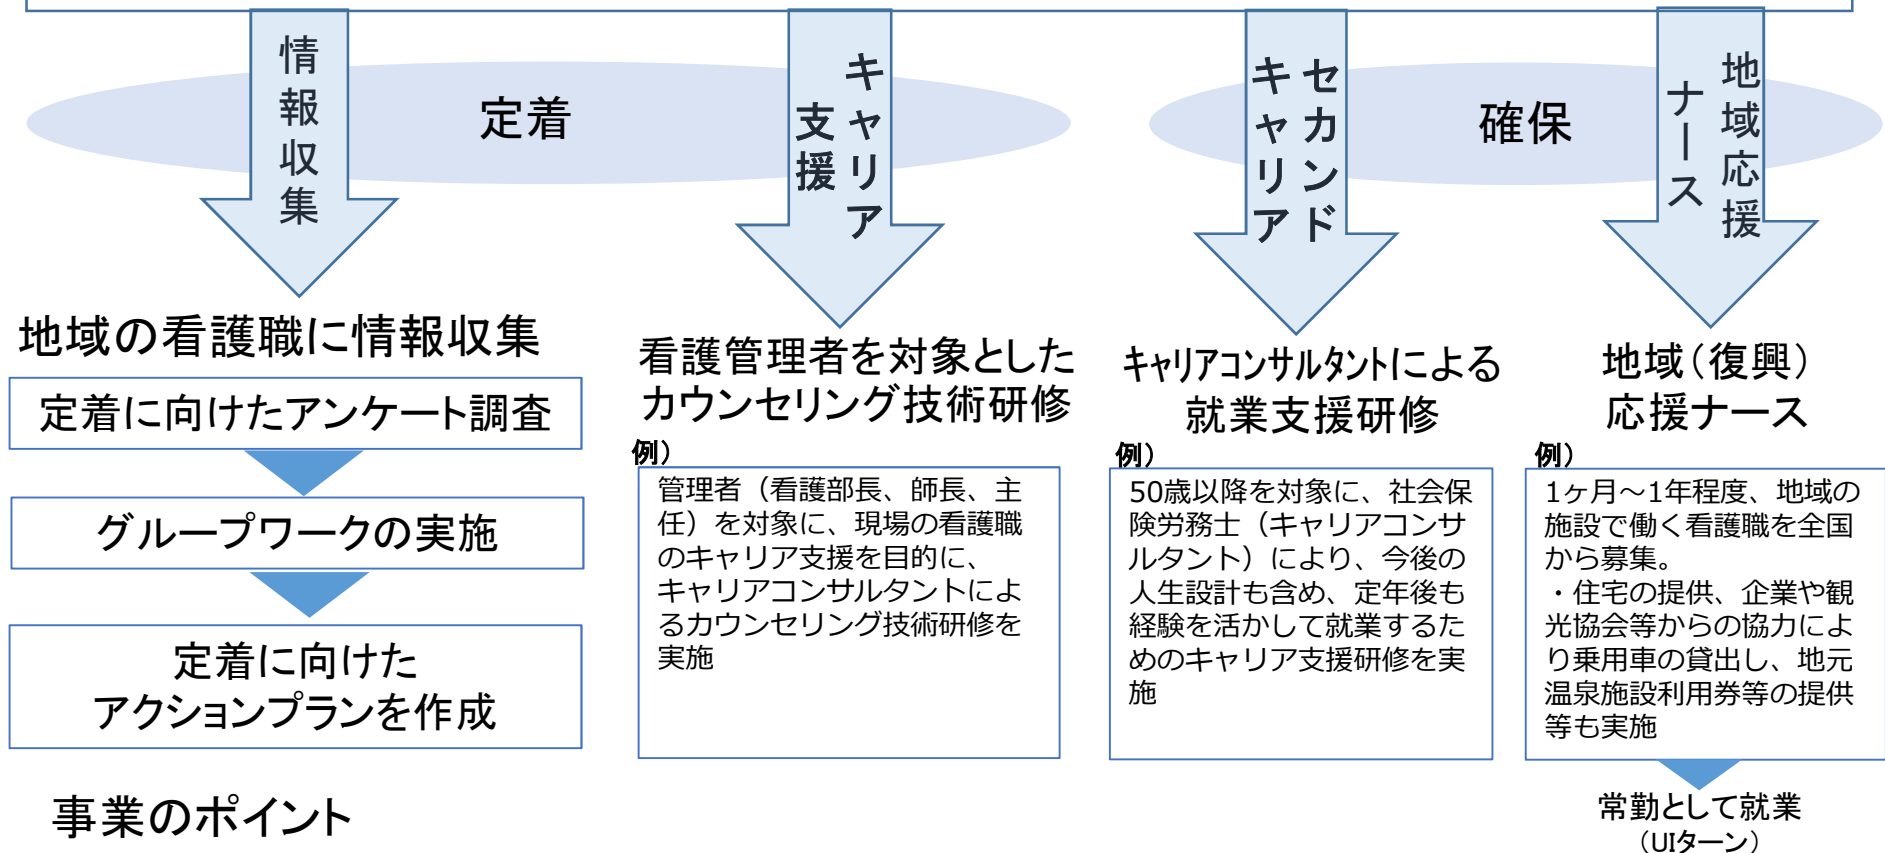 定着
確保
情報収集
キャリア
支援
セカンド
キャリア
地域応援
ナース
地域の看護職に情報収集
定着に向けたアンケート調査
グループワークの実施
定着に向けた
アクションプランを作成
看護管理者を対象とした
カウンセリング技術研修
例）
管理者（看護部長、師長、主
任）を対象に、現場の看護職
のキャリア支援を目的に、
キャリアコンサルタントによ
るカウンセリング技術研修を
実施
キャリアコンサルタントによる
就業支援研修
例）
50歳以降を対象に、社会保
険労務士（キャリアコンサ
ルタント）により、今後の
人生設計も含め、定年後も
経験を活かして就業するた
めのキャリア支援研修を実
施
地域（復興）
応援ナース
例）
1ヶ月～1年程度、地域の
施設で働く看護職を全国
から募集。
・住宅の提供、企業や観
光協会等からの協力によ
り乗用車の貸出し、地元
温泉施設利用券等の提供
等も実施
常勤として就業
（UIターン）
事業のポイント